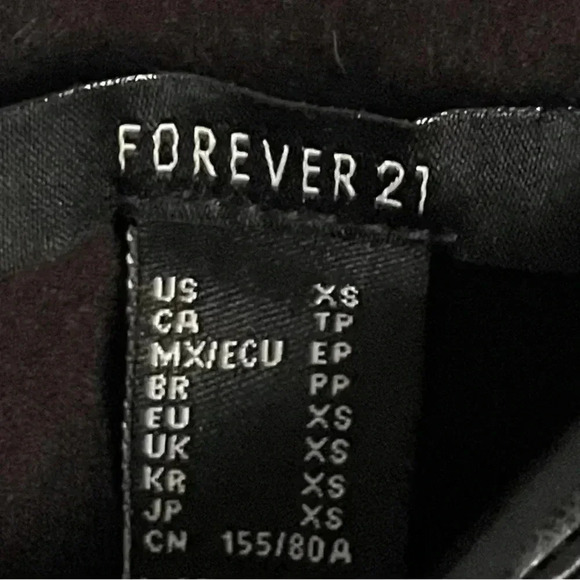 FOREVER 21
US XS
CA TP
MX/ECU EP
BR PP
EU XS
UK XS
KR XS
JP XS
CN 155/80A